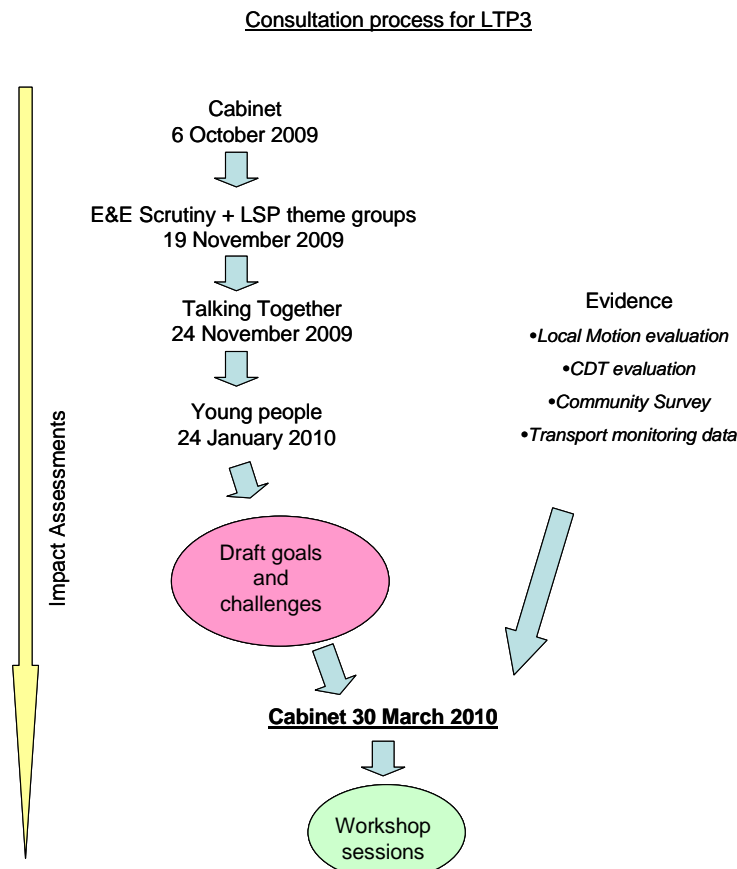 Consultation process for LTP3
Cabinet
6 October 2009
E&E Scrutiny + LSP theme groups
19 November 2009
Talking Together
24 November 2009
Young people
24 January 2010
Evidence
•Local Motion evaluation
•CDT evaluation
•Community Survey
•Transport monitoring data
Impact Assessments
Draft goals
and
challenges
Cabinet 30 March 2010
Workshop
sessions